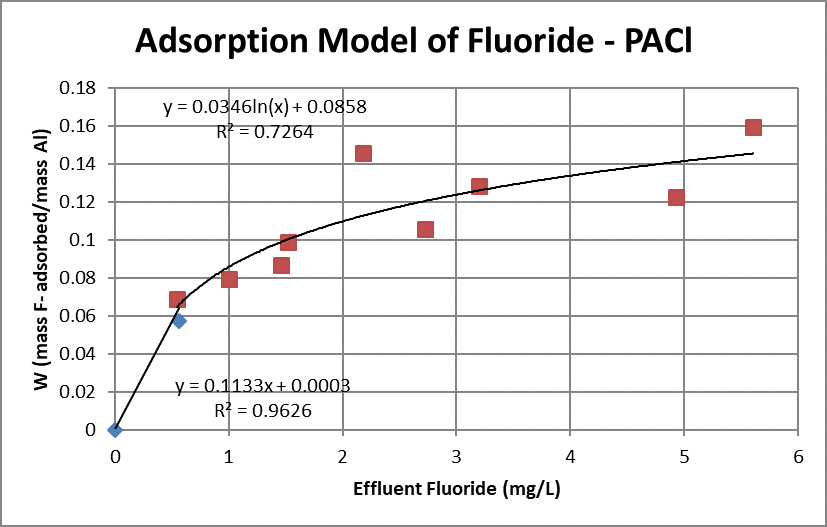 Adsorption Model of Fluoride - PACl
0.18
0.16
0.14
0.12
0.1
0.08
0.06
0.04
0.02
0
W (mass F- adsorbed/mass Al)
y = 0.0346ln(x) + 0.0858
R² = 0.7264
y = 0.1133x + 0.0003
R² = 0.9626
0 1 2 3 4 5 6
Effluent Fluoride (mg/L)